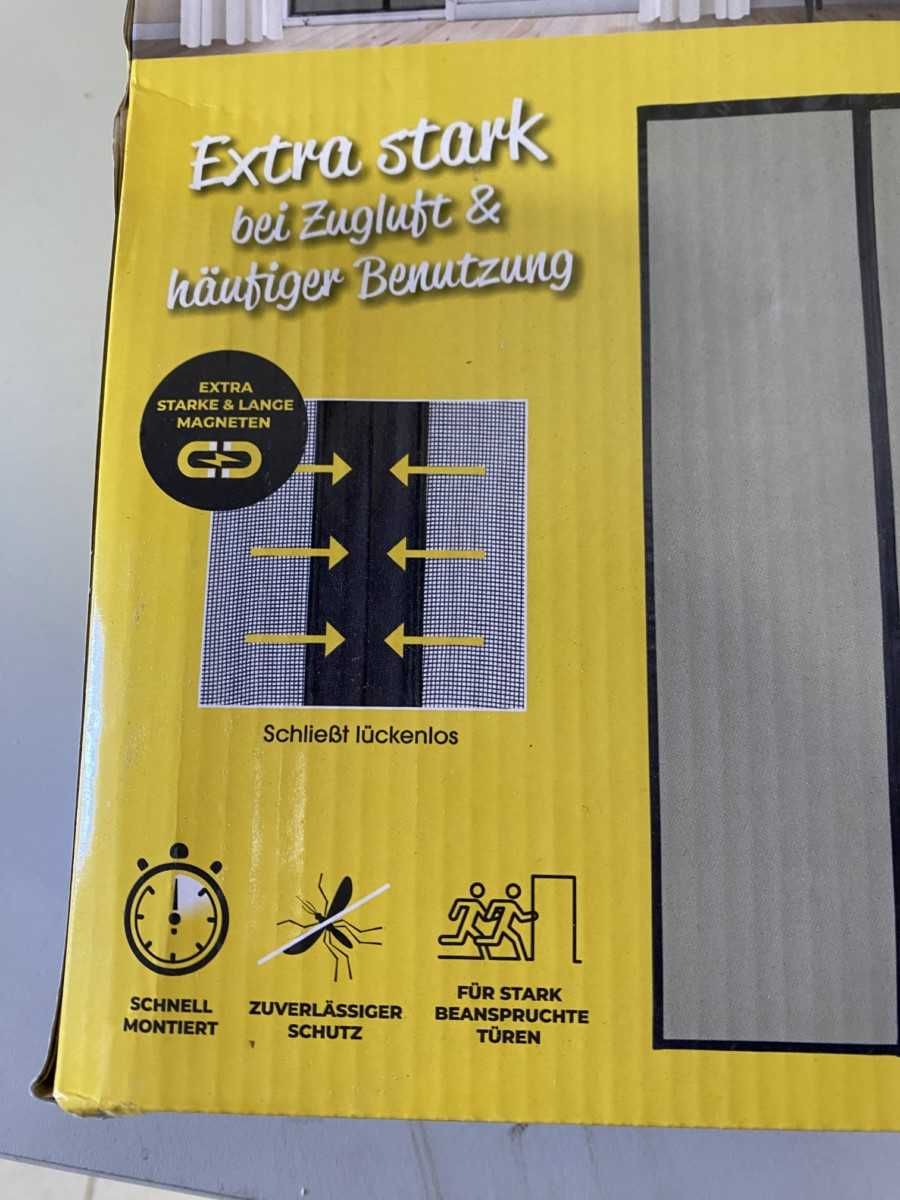 Extra stark
bei Zugluft &
häufiger Benutzung
EXTRA
STARKE & LANGE
MAGNETEN
Schließt lückenlos
SCHNELL
MONTIERT
ZUVERLÄSSIGER
SCHUTZ
FÜR STARK
BEANSPRUCHTE
TÜREN